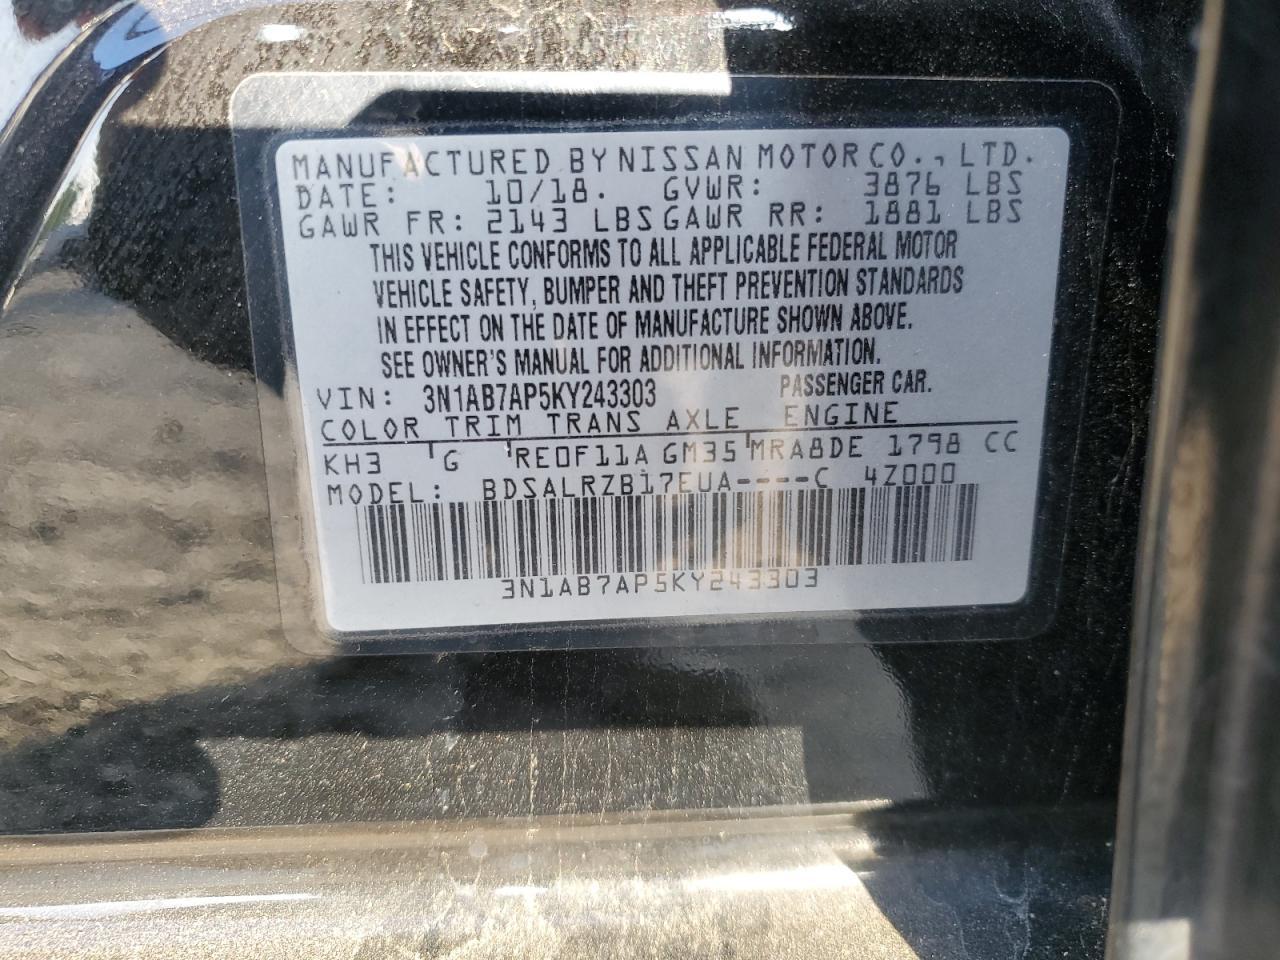 MANUFACTURED BY NISSAN MOTOR CO., LTD.
DATE: 10/18. GVWR: 3876 LBS
GAWR FR: 2143 LBS GAWR RR: 1881 LBS
THIS VEHICLE CONFORMS TO ALL APPLICABLE FEDERAL MOTOR
VEHICLE SAFETY, BUMPER AND THEFT PREVENTION STANDARDS
IN EFFECT ON THE DATE OF MANUFACTURE SHOWN ABOVE.
SEE OWNER'S MANUAL FOR ADDITIONAL INFORMATION.
VIN: 3N1AB7AP5KY243303 PASSENGER CAR.
COLOR TRIM TRANS AXLE ENGINE
KH3 G RE0F11A GM35 MRA8DE 1798 CC
MODEL: BDSALRZB17EUA----C 4Z000
3N1AB7AP5KY243303